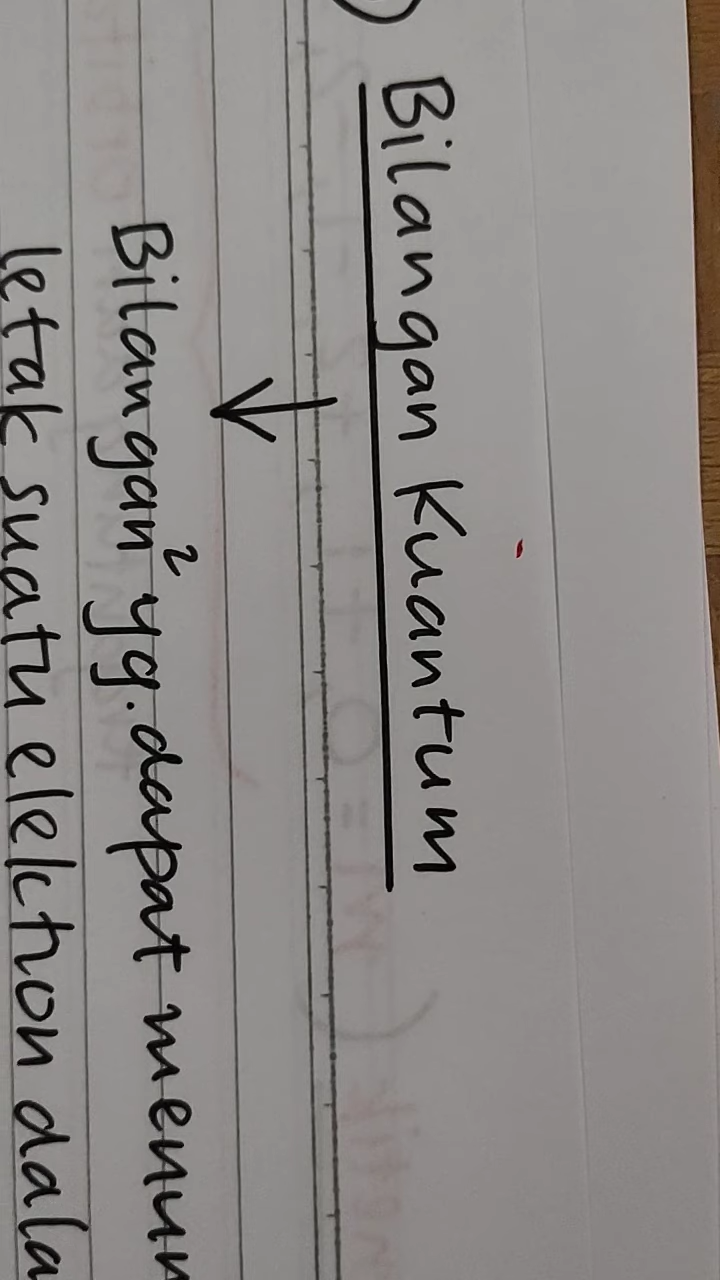 Bilangan Kuantum
Bilangan² yg. dapat menun
letak suatu elektron dala